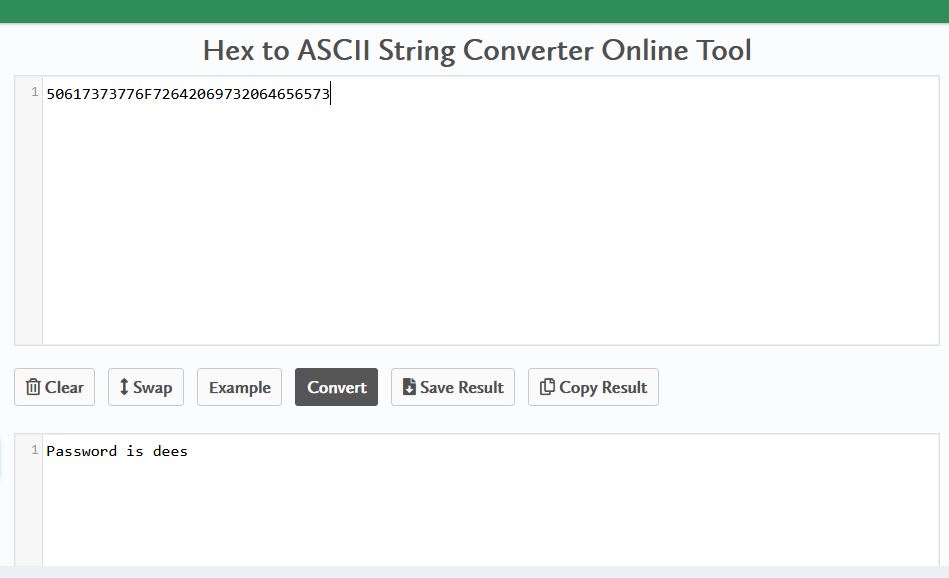 Hex to ASCII String Converter Online Tool
1 50617373776F72642069732064656573
Clear Swap Example Convert Save Result Copy Result
1 Password is dees